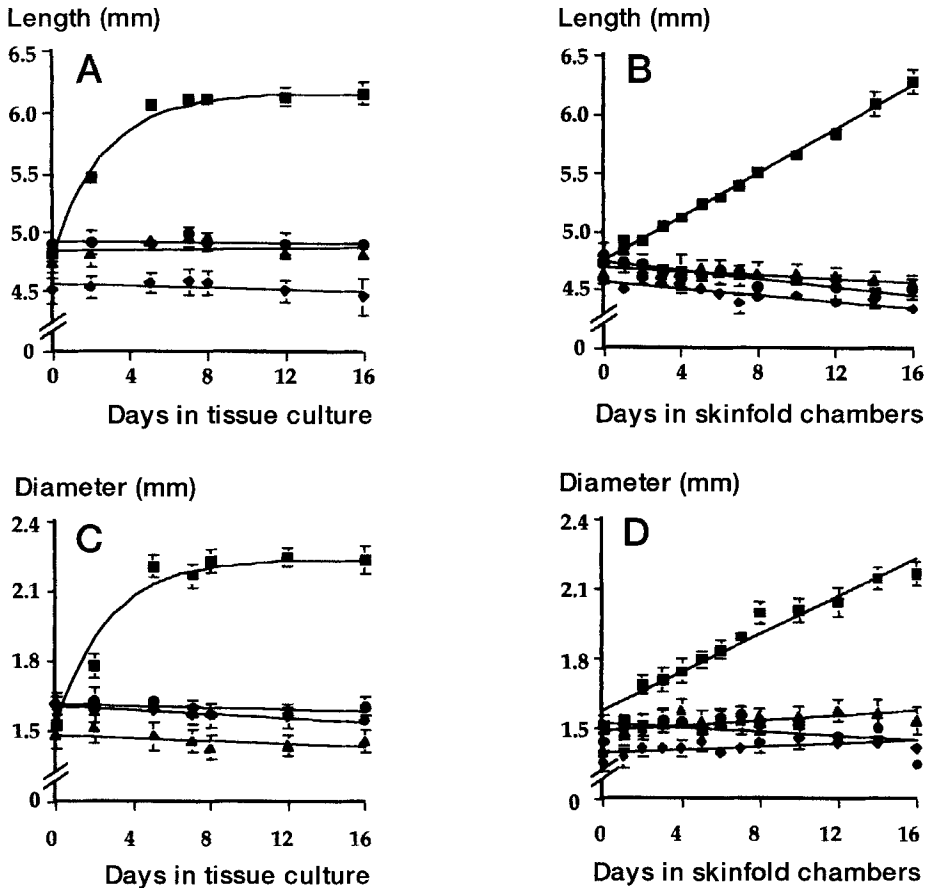 Length (mm)
A
6.5
6.0
5.5
5.0
4.5
0
0 4 8 12 16
Days in tissue culture
Length (mm)
B
6.5
6.0
5.5
5.0
4.5
0
0 4 8 12 16
Days in skinfold chambers
Diameter (mm)
C
2.4
2.1
1.8
1.5
0
0 4 8 12 16
Days in tissue culture
Diameter (mm)
D
2.4
2.1
1.8
1.5
0
0 4 8 12 16
Days in skinfold chambers